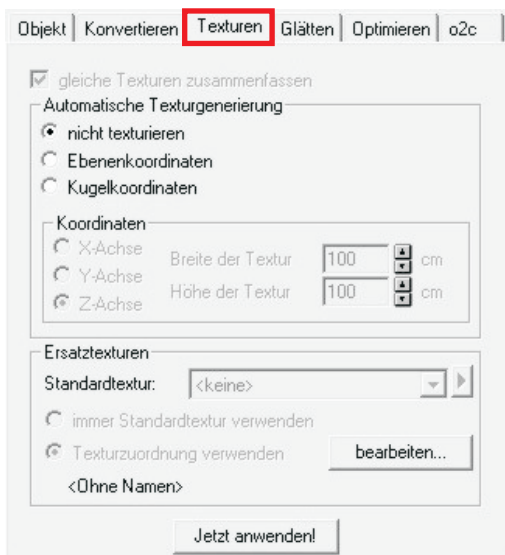 Objekt Konvertieren Texturen Glätten Optimieren o2c
gleiche Texturen zusammenfassen
Automatische Texturgenerierung
nicht texturieren
Ebenenkoordinaten
Kugelkoordinaten
Koordinaten
X-Achse
Y-Achse
Z-Achse
Breite der Textur 100 cm
Höhe der Textur 100 cm
Ersatztexturen
Standardtextur: <keine>
immer Standardtextur verwenden
Texturzuordnung verwenden bearbeiten...
<Ohne Namen>
Jetzt anwenden!